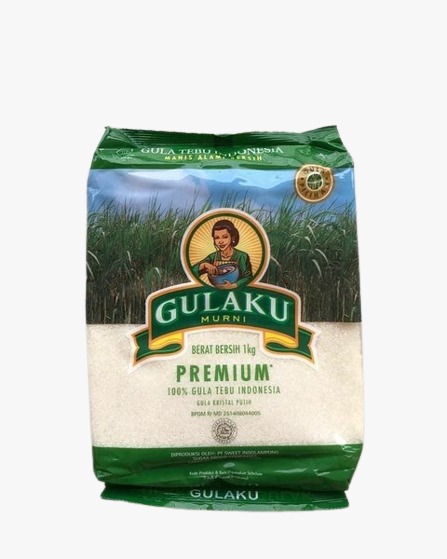 GULA TEBU INDONESIA
MANIS ALAMI BERSIH
GULAKU
MURNI
BERAT BERSIH 1kg
PREMIUM*
100% GULA TEBU INDONESIA
GULA KRISTAL PUTIH
DIPRODUKSI OLEH: PT SWEET INDOLAMPUNG
GULAKU